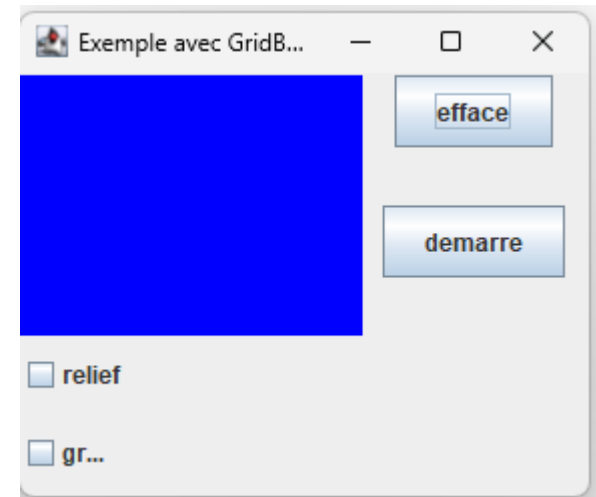 Exemple avec GridB...
efface
demarre
relief
gr...